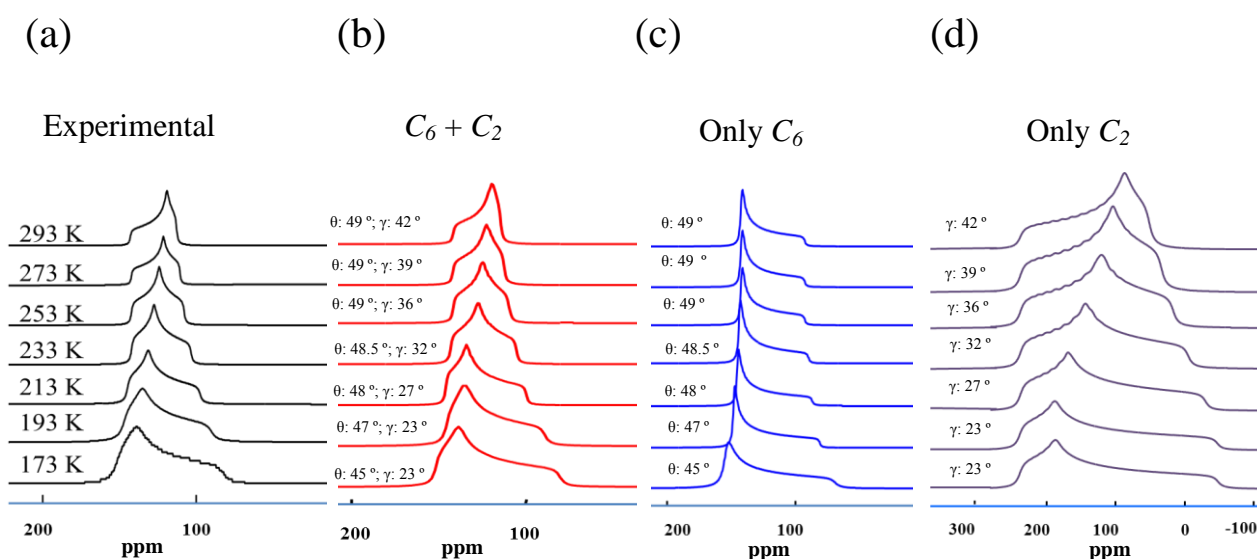 (a) (b) (c) (d)
Experimental C6 + C2 Only C6 Only C2
293 K
273 K
253 K
233 K
213 K
193 K
173 K
200 100
ppm
θ: 49 º; γ: 42 º
θ: 49 º; γ: 39 º
θ: 49 º; γ: 36 º
θ: 48.5 º; γ: 32 º
θ: 48º; γ: 27 º
θ: 47 º; γ: 23 º
θ: 45 º; γ: 23 º
200 100
ppm
θ: 49 º
θ: 49 º
θ: 49 º
θ: 48.5 º
θ: 48 º
θ: 47 º
θ: 45 º
200 100
ppm
γ: 42 º
γ: 39 º
γ: 36 º
γ: 32 º
γ: 27 º
γ: 23 º
γ: 23 º
300 200 100 0 -100
ppm